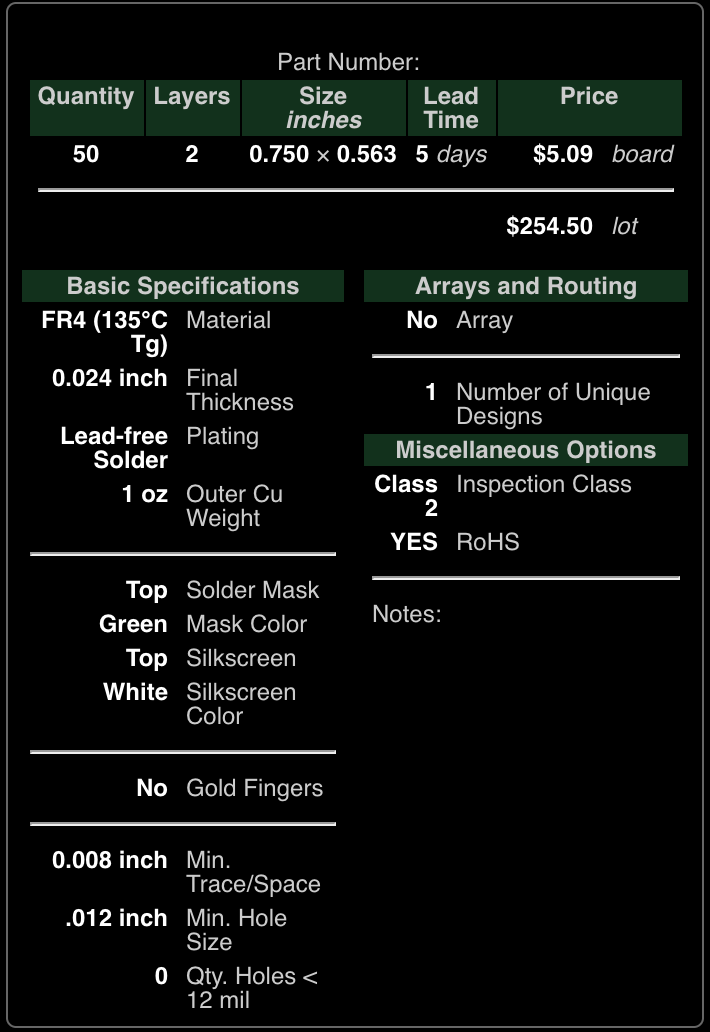 Part Number:
Quantity Layers Size Lead Price
inches Time
50 2 0.750 × 0.563 5 days $5.09 board
$254.50 lot
Basic Specifications
FR4 (135°C Material
Tg)
0.024 inch Final
Thickness
Lead-free Plating
Solder
1 oz Outer Cu
Weight
Top Solder Mask
Green Mask Color
Top Silkscreen
White Silkscreen
Color
No Gold Fingers
0.008 inch Min.
Trace/Space
.012 inch Min. Hole
Size
0 Qty. Holes <
12 mil
Arrays and Routing
No Array
1 Number of Unique
Designs
Miscellaneous Options
Class Inspection Class
2
YES RoHS
Notes: